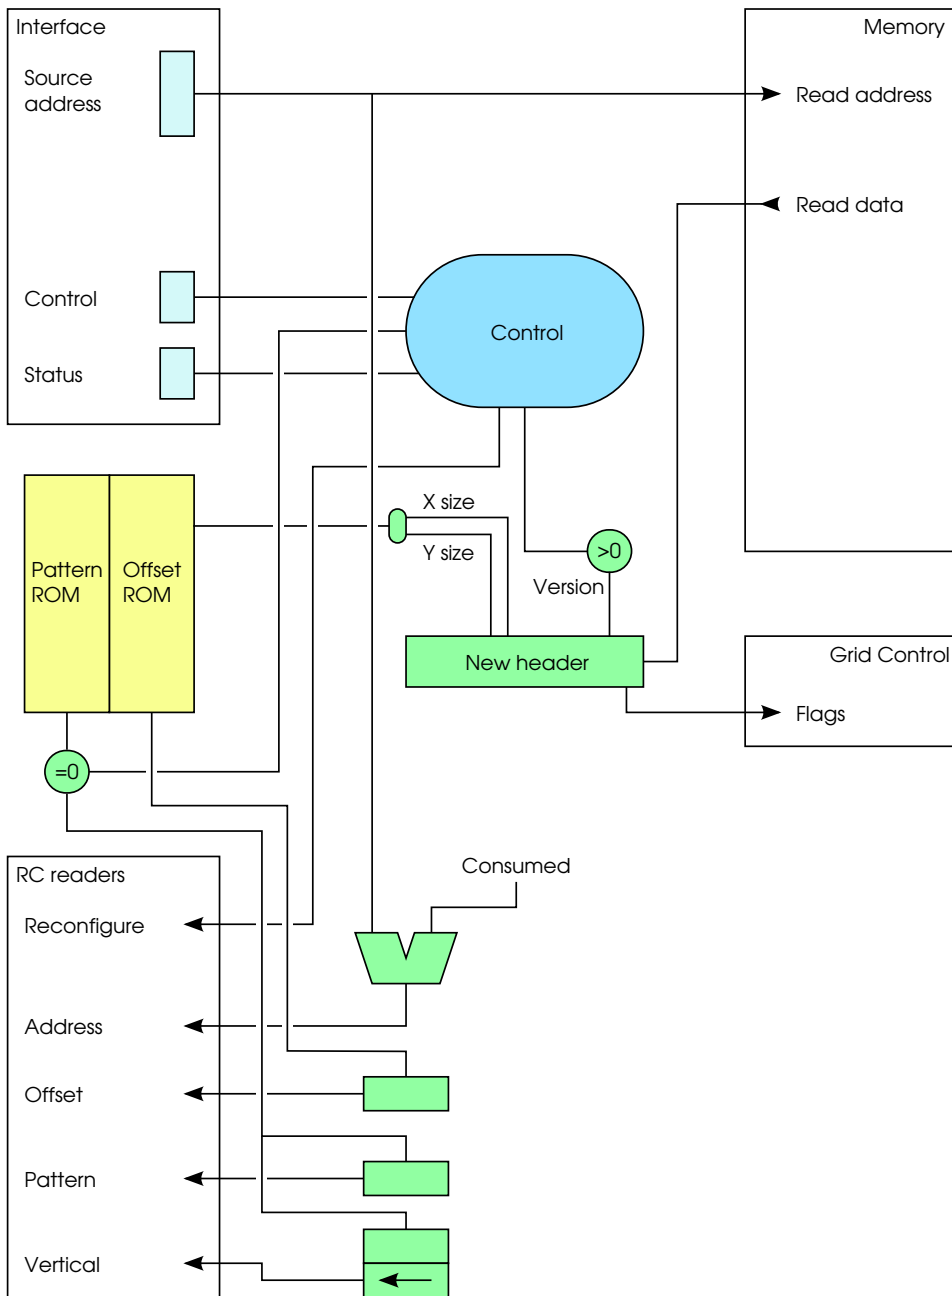 Interface
Memory
Source
address
Read address
Read data
Control
Control
Status
X size
Y size
>0
Version
Pattern
ROM
Offset
ROM
New header
Grid Control
Flags
=0
RC readers
Consumed
Reconfigure
Address
Offset
Pattern
Vertical